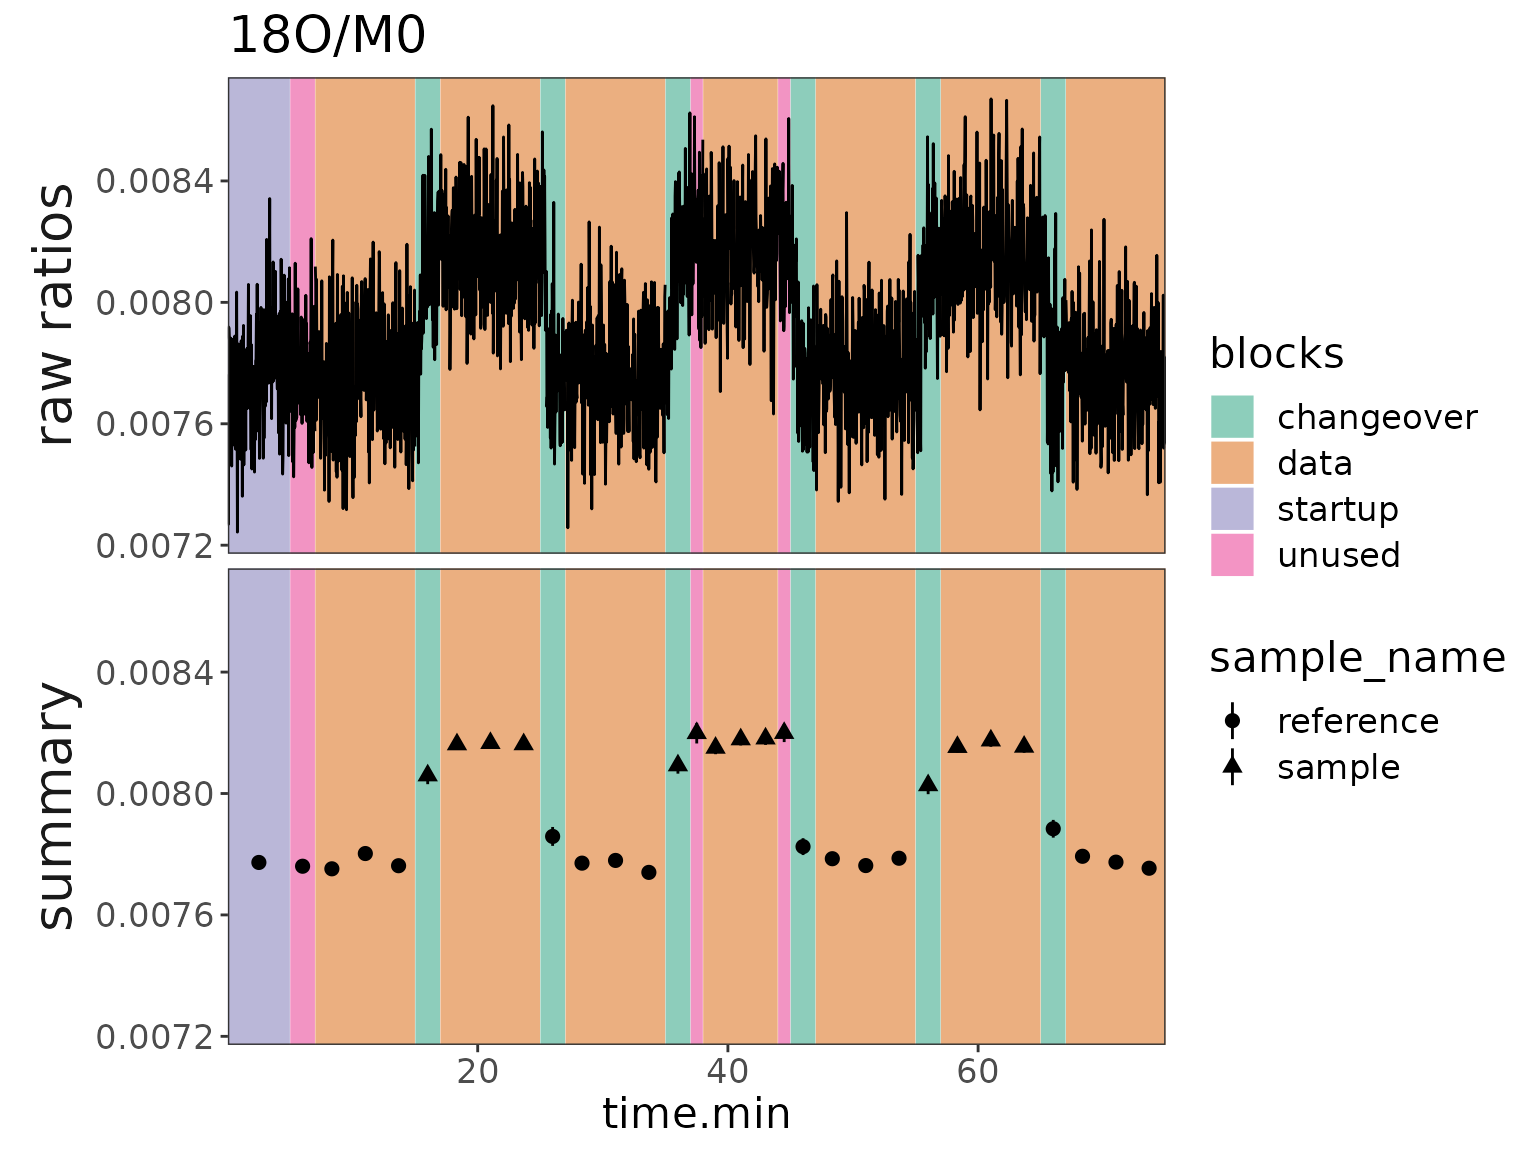 18O/M0
raw ratios
0.0084
0.0080
0.0076
0.0072
summary
0.0084
0.0080
0.0076
0.0072
20
40
60
time.min
blocks
changeover
data
startup
unused
sample_name
reference
sample